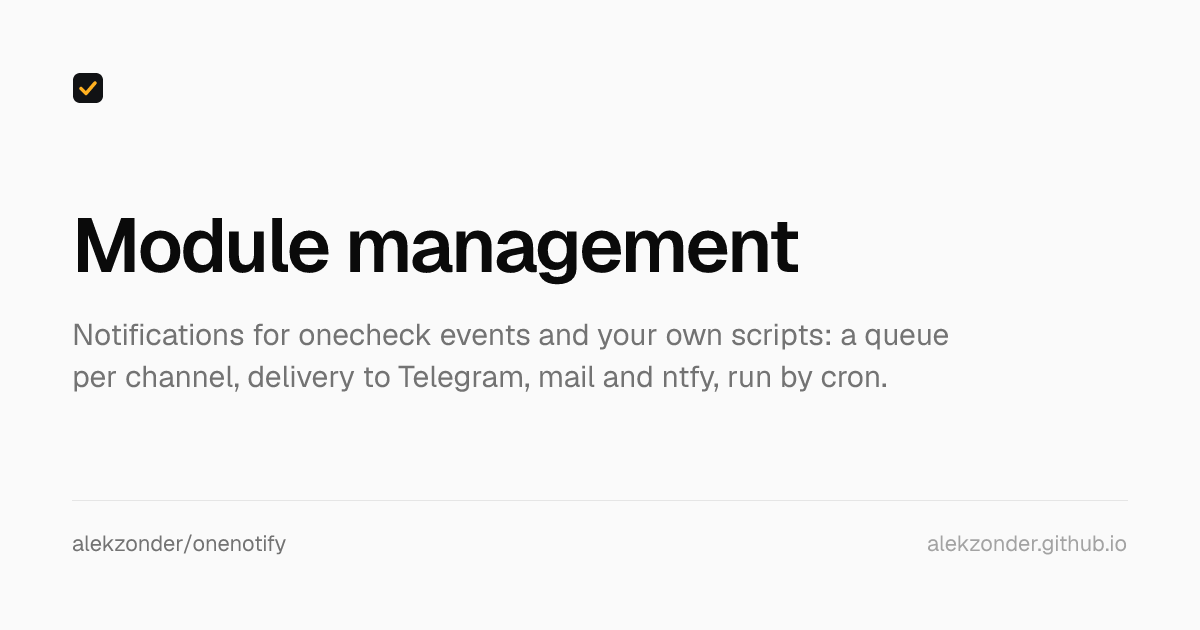 Module management
Notifications for onecheck events and your own scripts: a queue
per channel, delivery to Telegram, mail and ntfy, run by cron.
alekzonder/onenotify
alekzonder.github.io